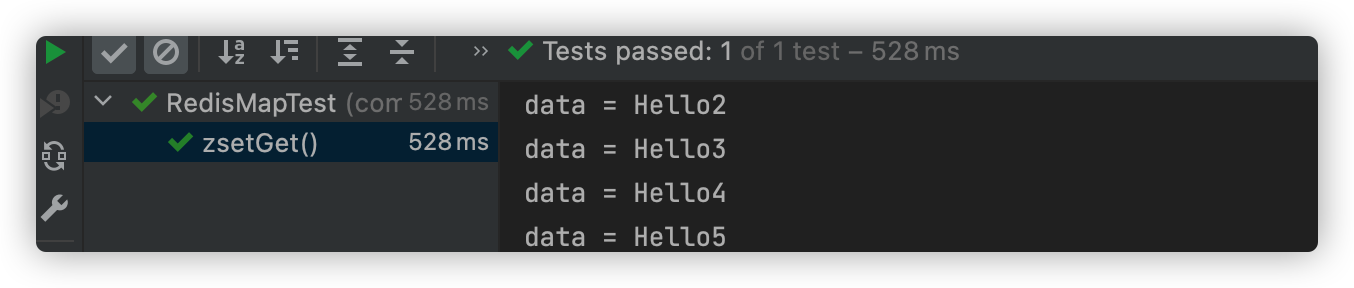 Tests passed: 1 of 1 test – 528 ms
RedisMapTest (com 528 ms
zsetGet() 528 ms
data = Hello2
data = Hello3
data = Hello4
data = Hello5